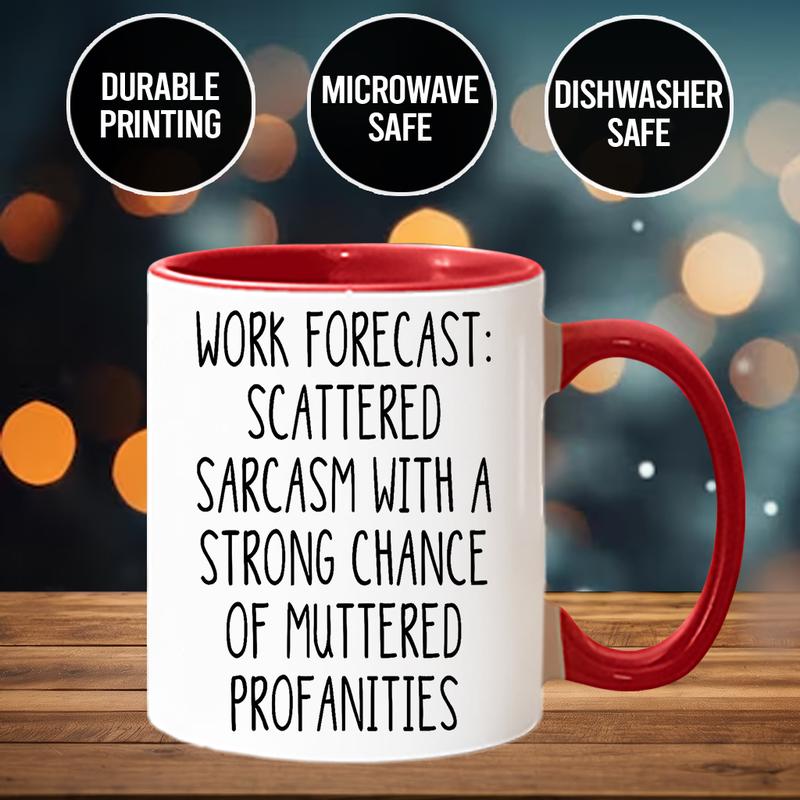 DURABLE
PRINTING
MICROWAVE
SAFE
DISHWASHER
SAFE
WORK FORECAST:
SCATTERED
SARCASM WITH A
STRONG CHANCE
OF MUTTERED
PROFANITIES